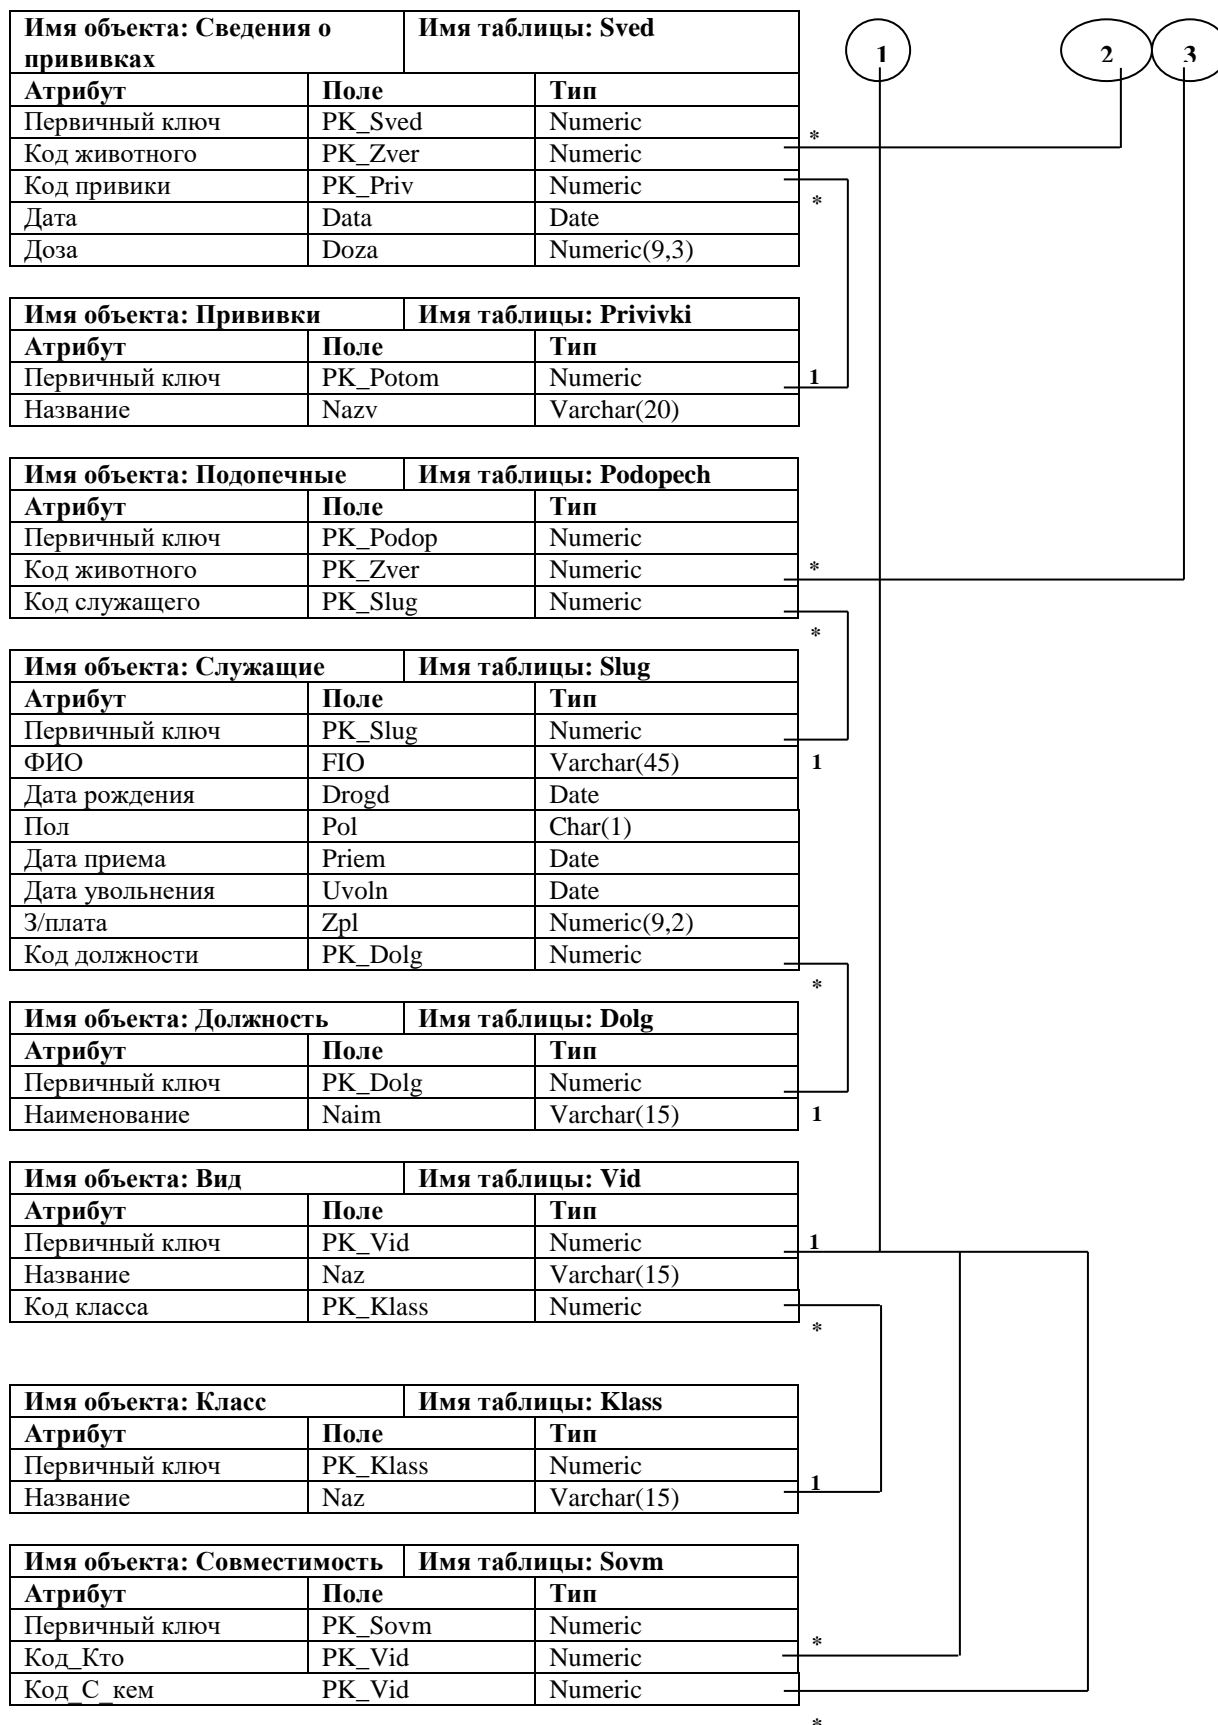 Имя объекта: Сведения о прививках Имя таблицы: Sved
1 2 3
Атрибут Поле Тип
Первичный ключ PK_Sved Numeric
*
Код животного PK_Zver Numeric
Код привики PK_Priv Numeric
*
Дата Data Date
Доза Doza Numeric(9,3)
Имя объекта: Прививки Имя таблицы: Privivki
Атрибут Поле Тип
Первичный ключ PK_Potom Numeric 1
Название Nazv Varchar(20)
Имя объекта: Подопечные Имя таблицы: Podopech
Атрибут Поле Тип
Первичный ключ PK_Podop Numeric
Код животного PK_Zver Numeric *
Код служащего PK_Slug Numeric
*
Имя объекта: Служащие Имя таблицы: Slug
Атрибут Поле Тип
Первичный ключ PK_Slug Numeric
ФИО FIO Varchar(45) 1
Дата рождения Drogd Date
Пол Pol Char(1)
Дата приема Priem Date
Дата увольнения Uvoln Date
З/плата Zpl Numeric(9,2)
Код должности PK_Dolg Numeric
*
Имя объекта: Должность Имя таблицы: Dolg
Атрибут Поле Тип
Первичный ключ PK_Dolg Numeric
Наименование Naim Varchar(15) 1
Имя объекта: Вид Имя таблицы: Vid
Атрибут Поле Тип
Первичный ключ PK_Vid Numeric 1
Название Naz Varchar(15)
Код класса PK_Klass Numeric
*
Имя объекта: Класс Имя таблицы: Klass
Атрибут Поле Тип
Первичный ключ PK_Klass Numeric
1
Название Naz Varchar(15)
Имя объекта: Совместимость Имя таблицы: Sovm
Атрибут Поле Тип
Первичный ключ PK_Sovm Numeric
*
Код_Кто PK_Vid Numeric
Код_С_кем PK_Vid Numeric
*